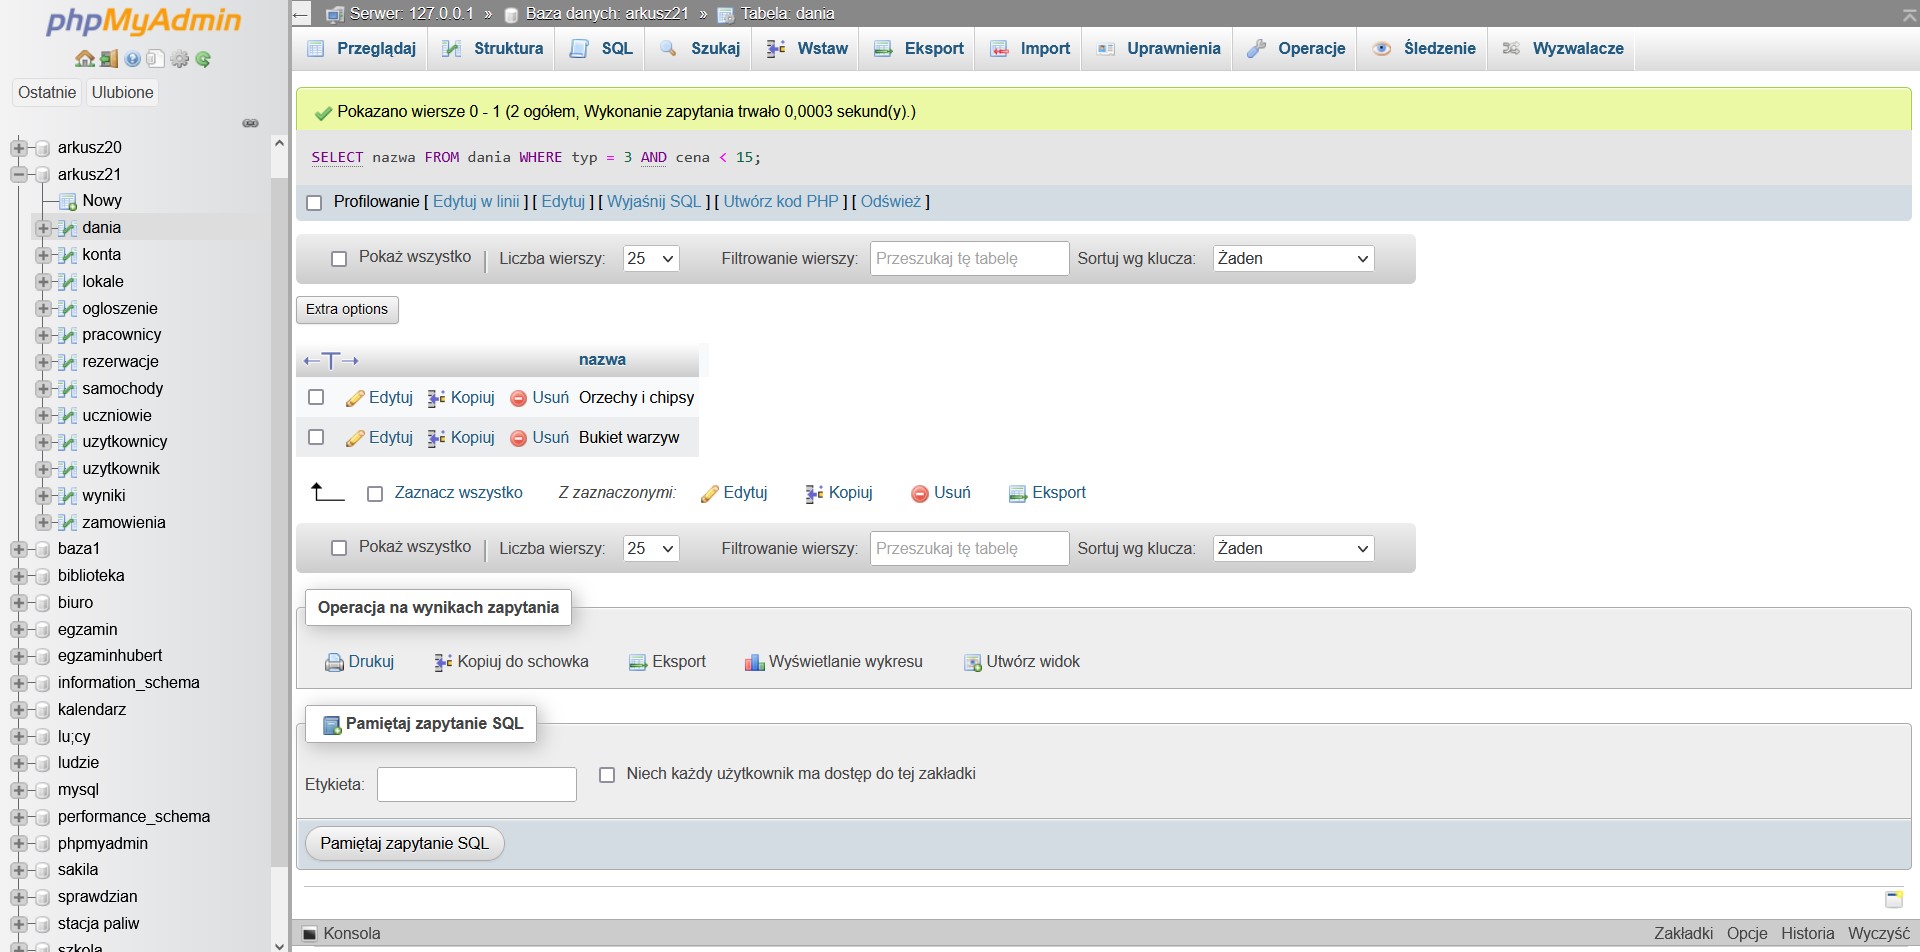 phpMyAdmin
Ostatnie Ulubione
arkusz20
arkusz21
Nowy
dania
konta
lokale
ogloszenie
pracownicy
rezerwacje
samochody
uczniowie
uzytkownicy
uzytkownik
wyniki
zamowienia
baza1
biblioteka
biuro
egzamin
egzaminhubert
information_schema
kalendarz
lu;cy
ludzie
mysql
performance_schema
phpmyadmin
sakila
sprawdzian
stacja paliw
szkola
Serwer: 127.0.0.1 » Baza danych: arkusz21 » Tabela: dania
Przeglądaj Struktura SQL Szukaj Wstaw Eksport Import Uprawnienia Operacje Śledzenie Wyzwalacze
Pokazano wiersze 0 - 1 (2 ogółem, Wykonanie zapytania trwało 0,0003 sekund(y).)
SELECT nazwa FROM dania WHERE typ = 3 AND cena < 15;
Profilowanie [ Edytuj w linii ] [ Edytuj ] [ Wyjaśnij SQL ] [ Utwórz kod PHP ] [ Odśwież ]
Pokaż wszystko | Liczba wierszy: 25 Filtrowanie wierszy: Przeszukaj tę tabelę Sortuj wg klucza: Żaden
Extra options
←T→ nazwa
Edytuj Kopiuj Usuń Orzechy i chipsy
Edytuj Kopiuj Usuń Bukiet warzyw
Zaznacz wszystko Z zaznaczonymi: Edytuj Kopiuj Usuń Eksport
Pokaż wszystko | Liczba wierszy: 25 Filtrowanie wierszy: Przeszukaj tę tabelę Sortuj wg klucza: Żaden
Operacja na wynikach zapytania
Drukuj Kopiuj do schowka Eksport Wyświetlanie wykresu Utwórz widok
Pamiętaj zapytanie SQL
Etykieta: Niech każdy użytkownik ma dostęp do tej zakładki
Pamiętaj zapytanie SQL
Konsola Zakładki Opcje Historia Wyczyść